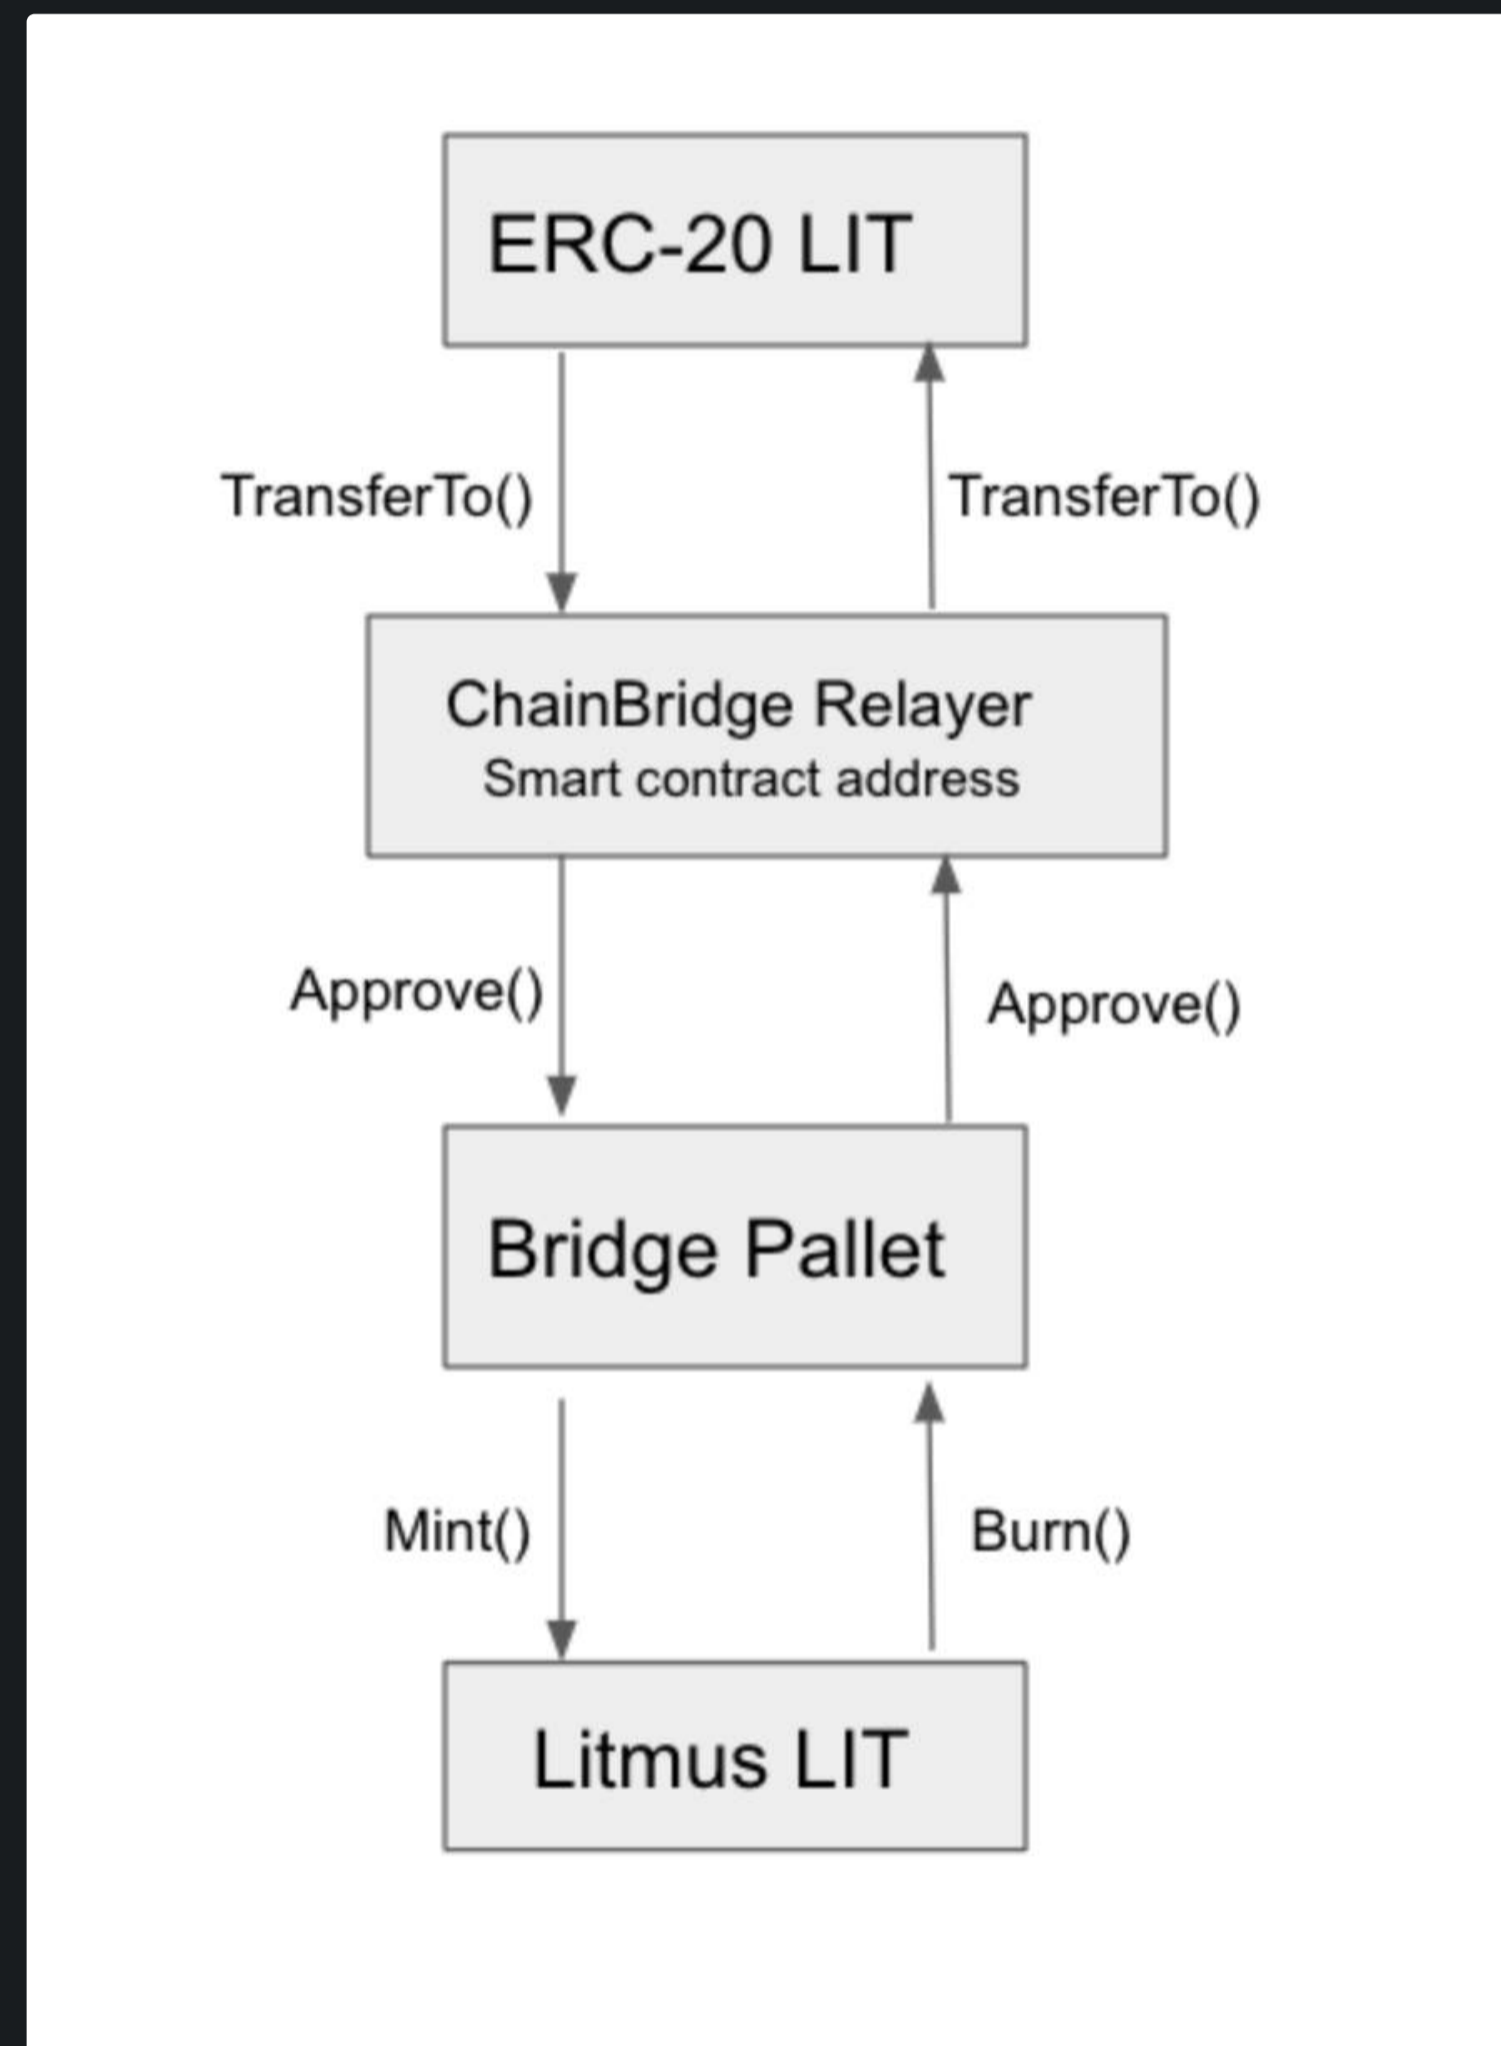 ERC-20 LIT
TransferTo()
TransferTo()
ChainBridge Relayer
Smart contract address
Approve()
Approve()
Bridge Pallet
Mint()
Burn()
Litmus LIT